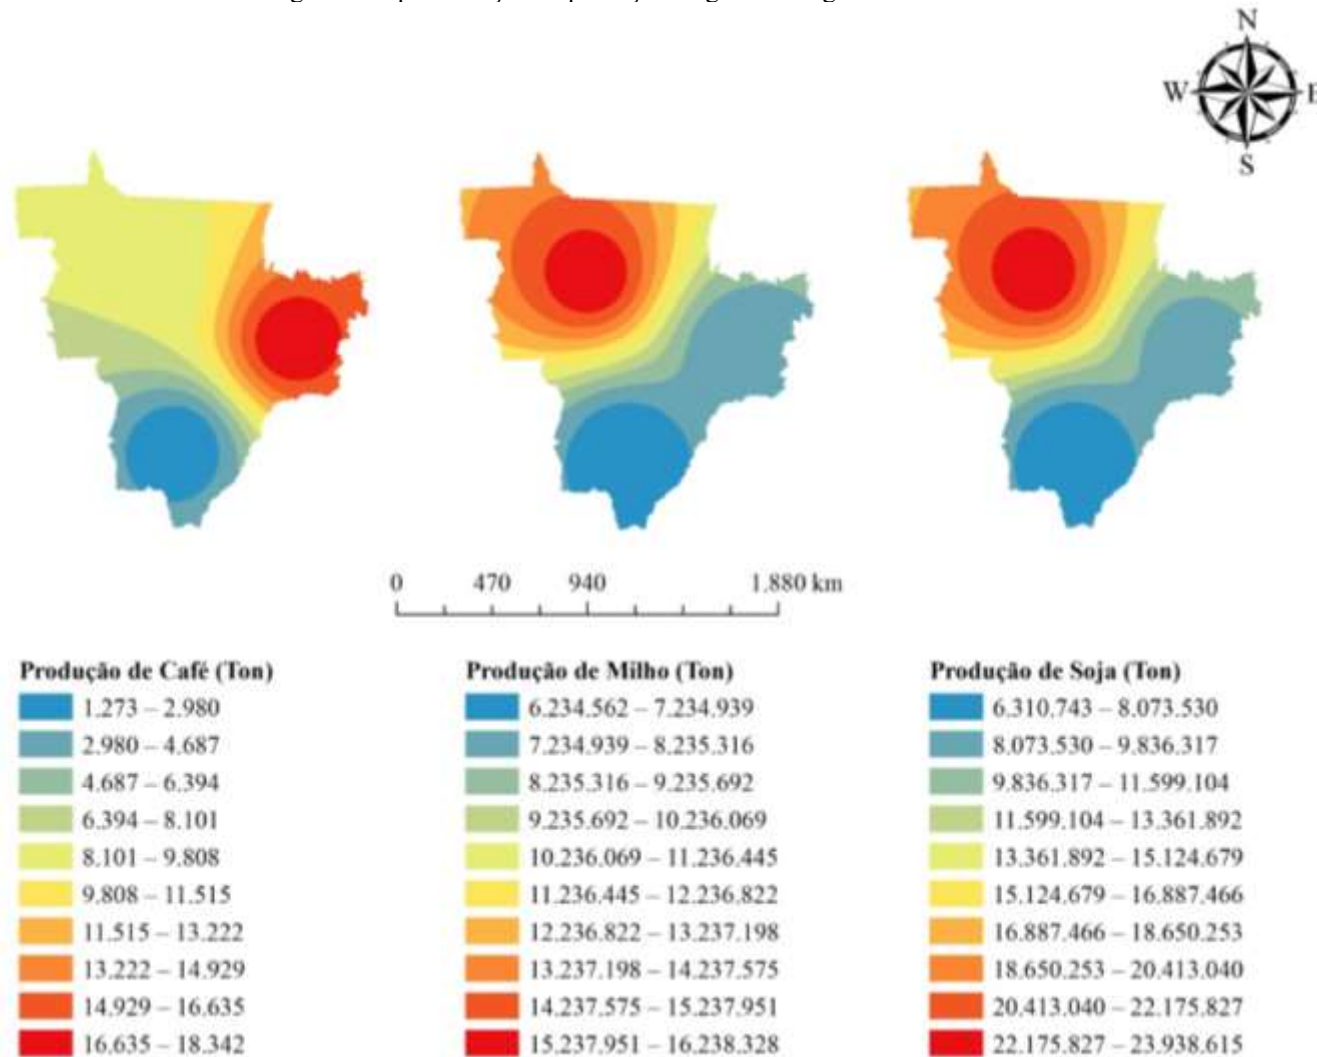 N
W
E
S
0 470 940 1.880 km
Produção de Café (Ton)
1.273 – 2.980
2.980 – 4.687
4.687 – 6.394
6.394 – 8.101
8.101 – 9.808
9.808 – 11.515
11.515 – 13.222
13.222 – 14.929
14.929 – 16.635
16.635 – 18.342
Produção de Milho (Ton)
6.234.562 – 7.234.939
7.234.939 – 8.235.316
8.235.316 – 9.235.692
9.235.692 – 10.236.069
10.236.069 – 11.236.445
11.236.445 – 12.236.822
12.236.822 – 13.237.198
13.237.198 – 14.237.575
14.237.575 – 15.237.951
15.237.951 – 16.238.328
Produção de Soja (Ton)
6.310.743 – 8.073.530
8.073.530 – 9.836.317
9.836.317 – 11.599.104
11.599.104 – 13.361.892
13.361.892 – 15.124.679
15.124.679 – 16.887.466
16.887.466 – 18.650.253
18.650.253 – 20.413.040
20.413.040 – 22.175.827
22.175.827 – 23.938.615